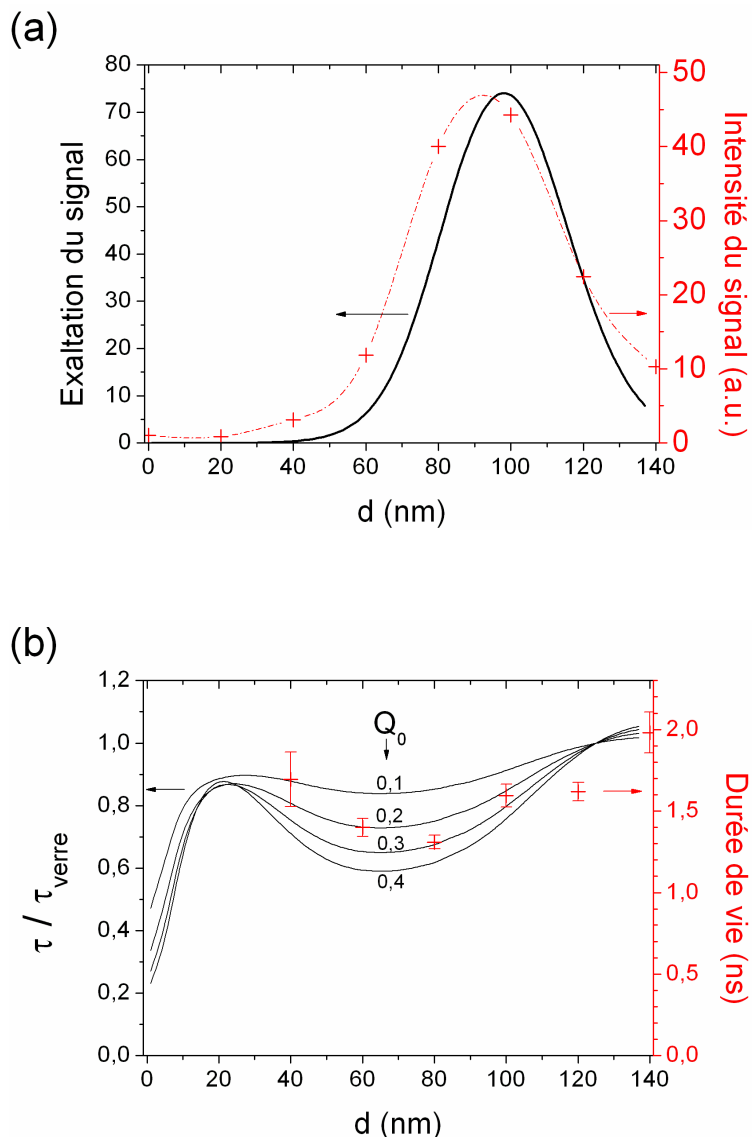 (a)
Exaltation du signal
80
70
60
50
40
30
20
10
0
0 20 40 60 80 100 120 140
d (nm)
50
40
30
20
10
0
Intensité du signal (a.u.)
(b)
τ / τverre
1,2
1,0
0,8
0,6
0,4
0,2
0,0
Q0
0,1
0,2
0,3
0,4
0 20 40 60 80 100 120 140
d (nm)
2,0
1,5
1,0
0,5
0,0
Durée de vie (ns)